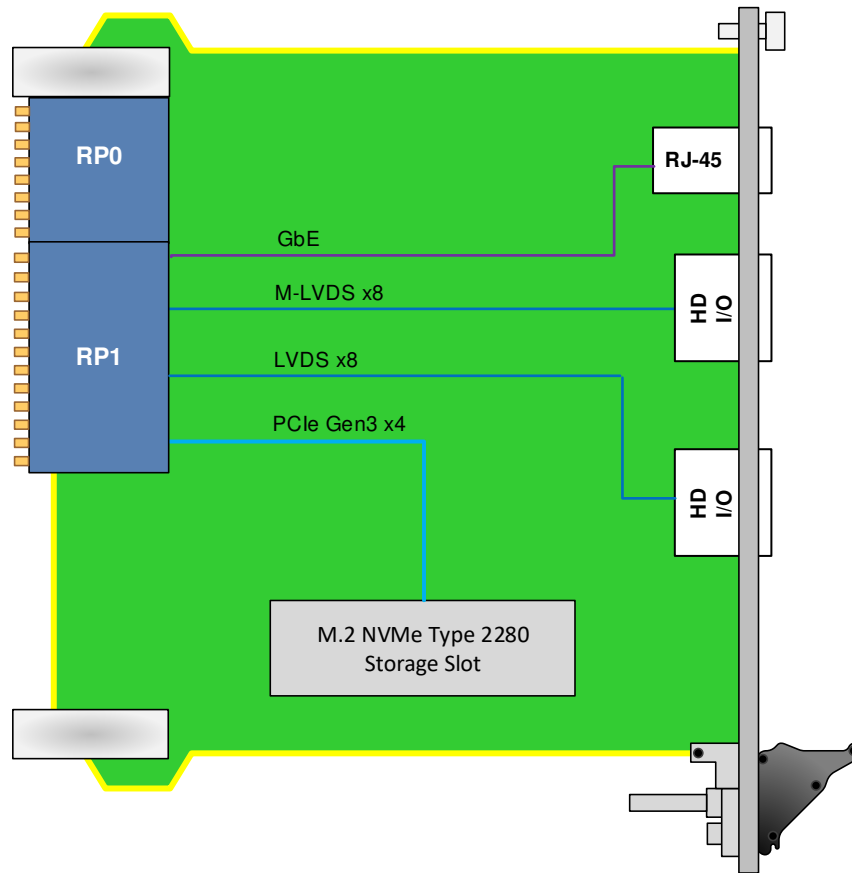 RP0
RJ-45
GbE
M-LVDS x8
HD
I/O
RP1
LVDS x8
PCIe Gen3 x4
HD
I/O
M.2 NVMe Type 2280
Storage Slot